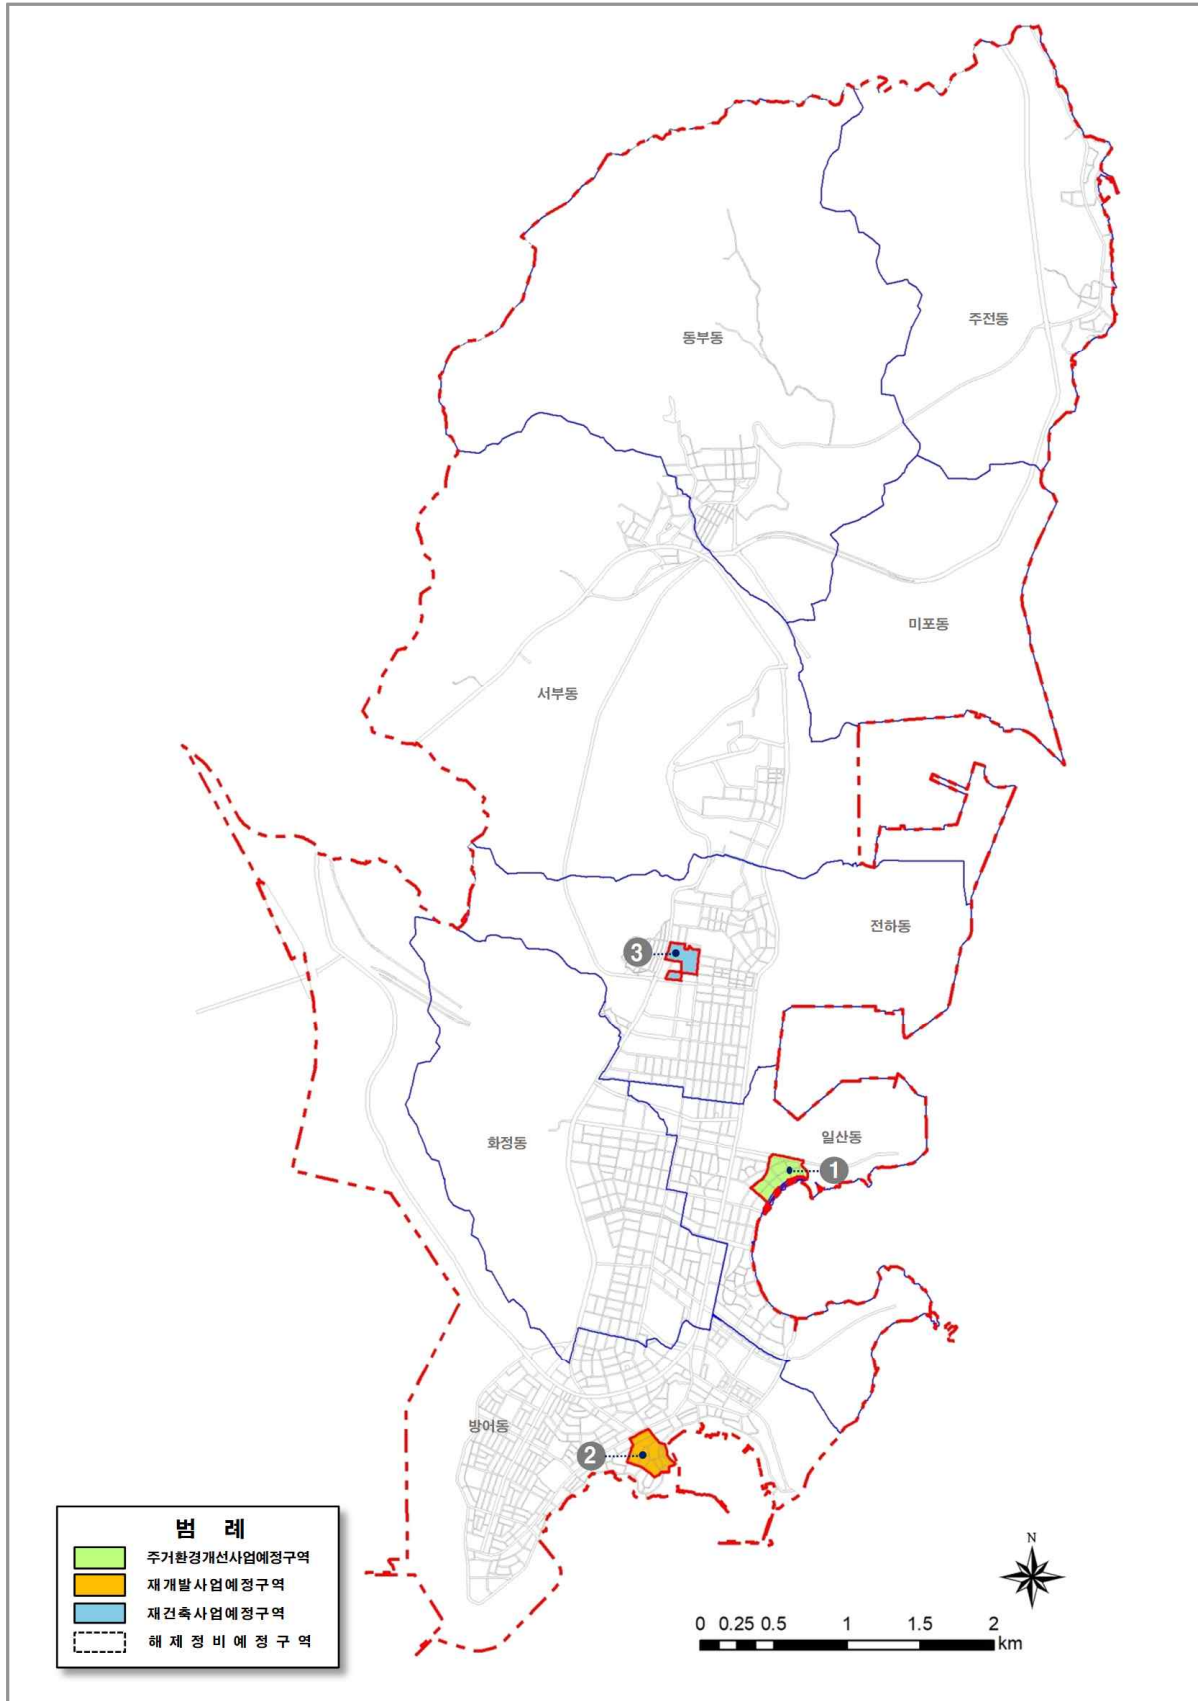 주전동
동부동
미포동
서부동
전하동
3
일산동
화정동
1
방어동
2
범 례
주거환경개선사업예정구역
재개발사업예정구역
재건축사업예정구역
해 제 정 비 예 정 구 역
N
0 0.25 0.5 1 1.5 2
km